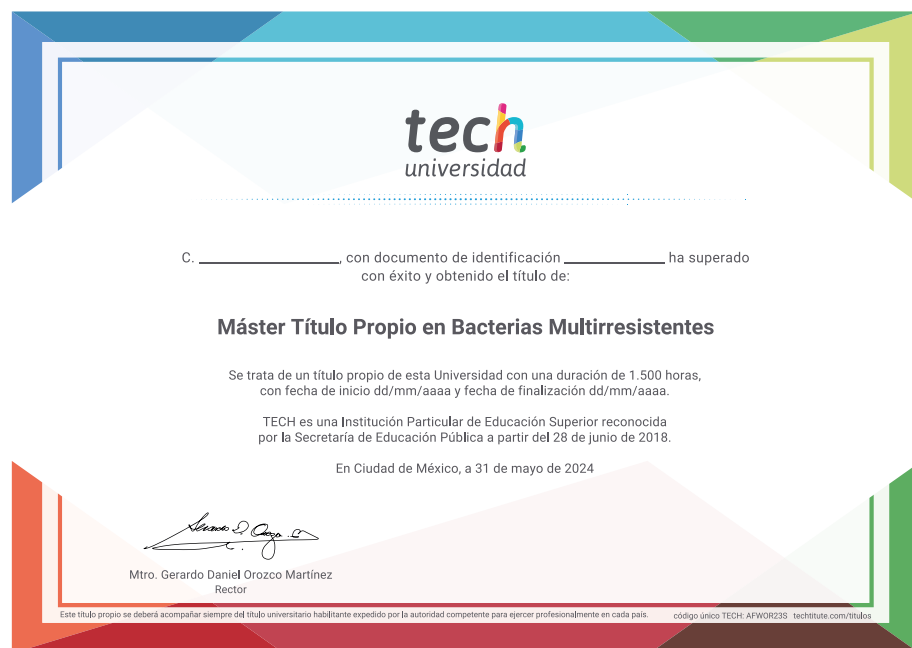 tech
universidad
C. ____________, con documento de identificación ____________ ha superado
con éxito y obtenido el título de:
Máster Título Propio en Bacterias Multirresistentes
Se trata de un título propio de esta Universidad con una duración de 1.500 horas,
con fecha de inicio dd/mm/aaaa y fecha de finalización dd/mm/aaaa.
TECH es una Institución Particular de Educación Superior reconocida
por la Secretaría de Educación Pública a partir del 28 de junio de 2018.
En Ciudad de México, a 31 de mayo de 2024
Mtro. Gerardo Daniel Orozco Martínez
Rector
Este título propio se deberá acompañar siempre del título universitario habilitante expedido por la autoridad competente para ejercer profesionalmente en cada país. código único TECH: AFWOR23S techtitute.com/titulos